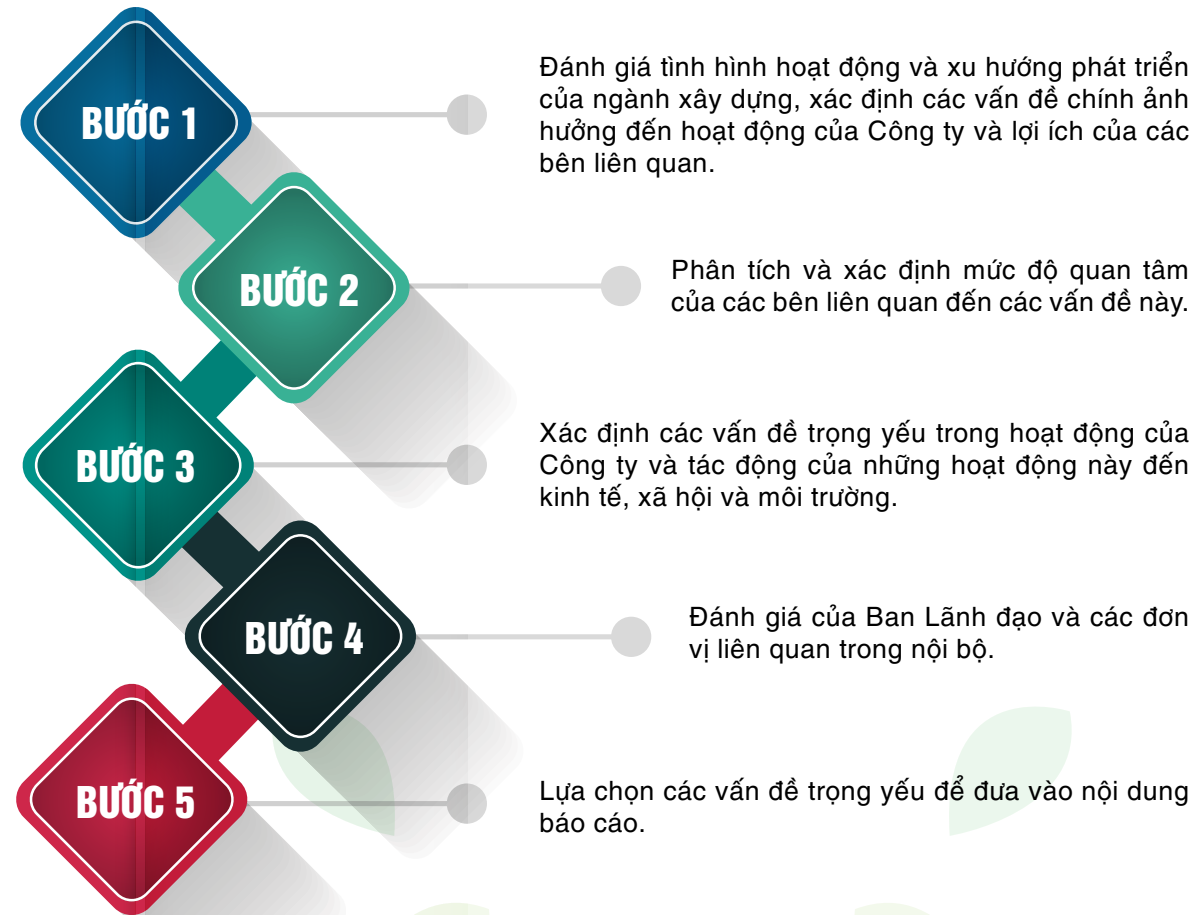 BƯỚC 1
Đánh giá tình hình hoạt động và xu hướng phát triển
của ngành xây dựng, xác định các vấn đề chính ảnh
hưởng đến hoạt động của Công ty và lợi ích của các
bên liên quan.
BƯỚC 2
Phân tích và xác định mức độ quan tâm
của các bên liên quan đến các vấn đề này.
BƯỚC 3
Xác định các vấn đề trọng yếu trong hoạt động của
Công ty và tác động của những hoạt động này đến
kinh tế, xã hội và môi trường.
BƯỚC 4
Đánh giá của Ban Lãnh đạo và các đơn
vị liên quan trong nội bộ.
BƯỚC 5
Lựa chọn các vấn đề trọng yếu để đưa vào nội dung
báo cáo.